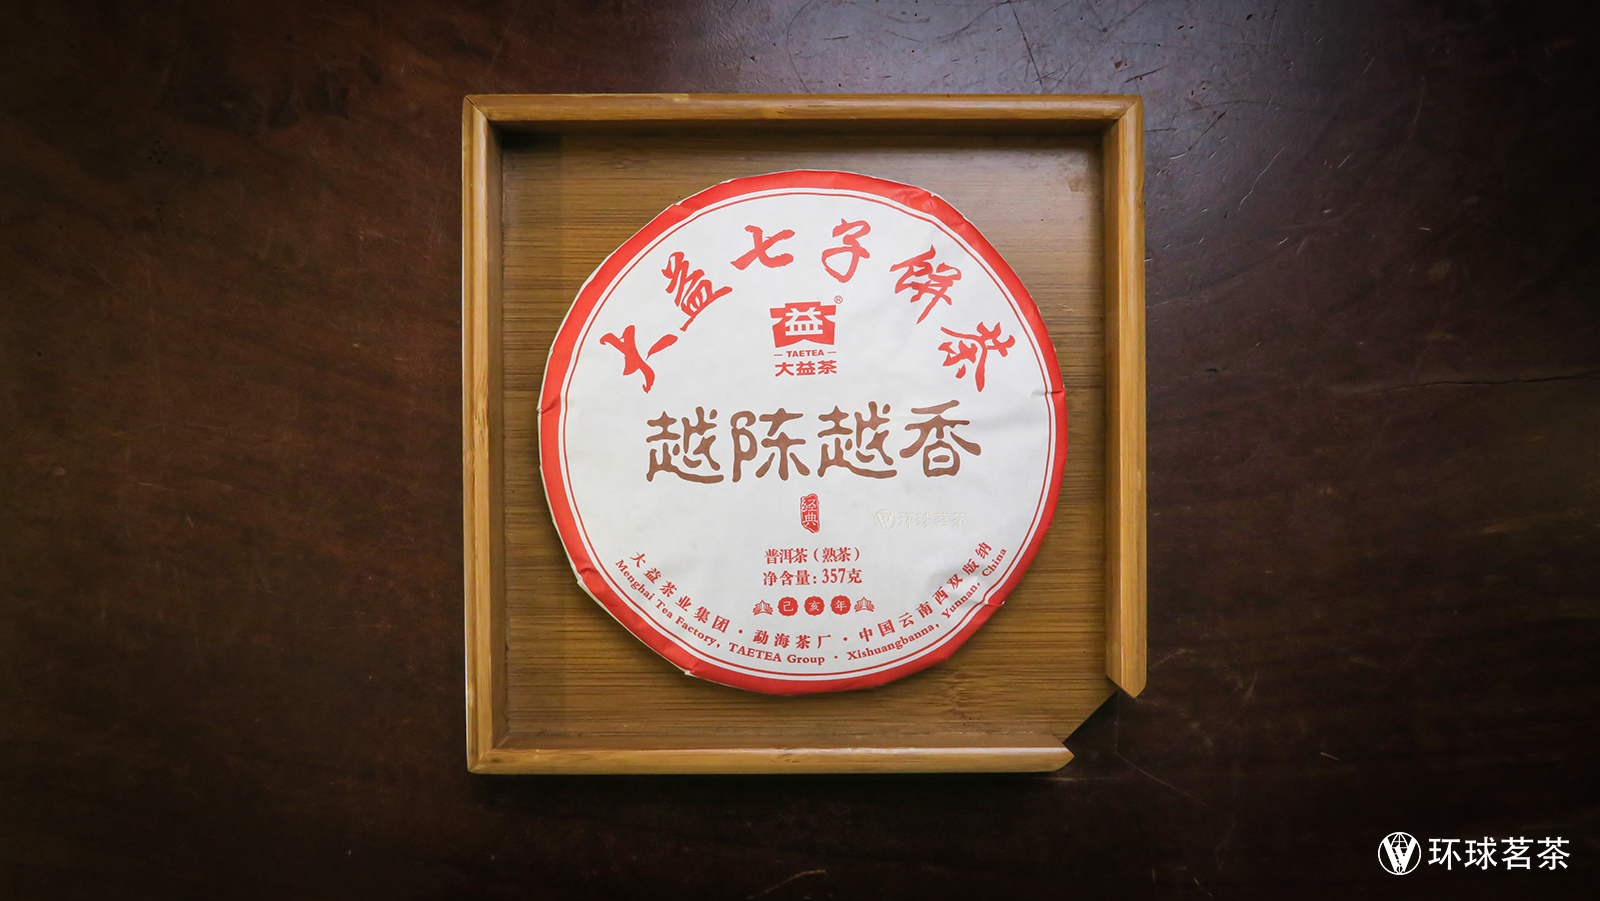 大益七子餅茶
益®
TAETEA
大益茶
越陈越香
经典
环球茗茶
普洱茶（熟茶）
净含量: 357克
己亥年
大益茶业集团·勐海茶厂·中国云南西双版纳
Menghai Tea Factory, TAETEA Group · Xishuangbanna, Yunnan, China
环球茗茶